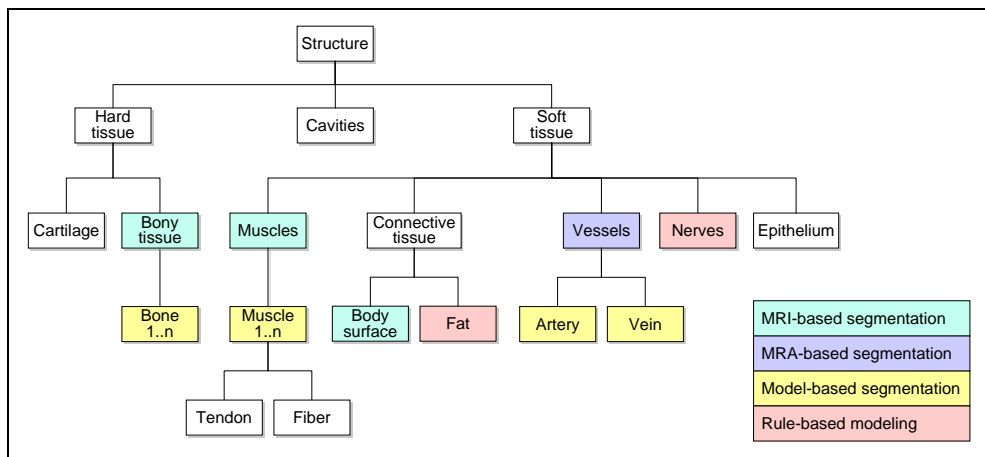 Structure
Hard
tissue
Cavities
Soft
tissue
Cartilage
Bony
tissue
Muscles
Connective
tissue
Vessels
Nerves
Epithelium
Bone
1..n
Muscle
1..n
Body
surface
Fat
Artery
Vein
Tendon
Fiber
MRI-based segmentation
MRA-based segmentation
Model-based segmentation
Rule-based modeling